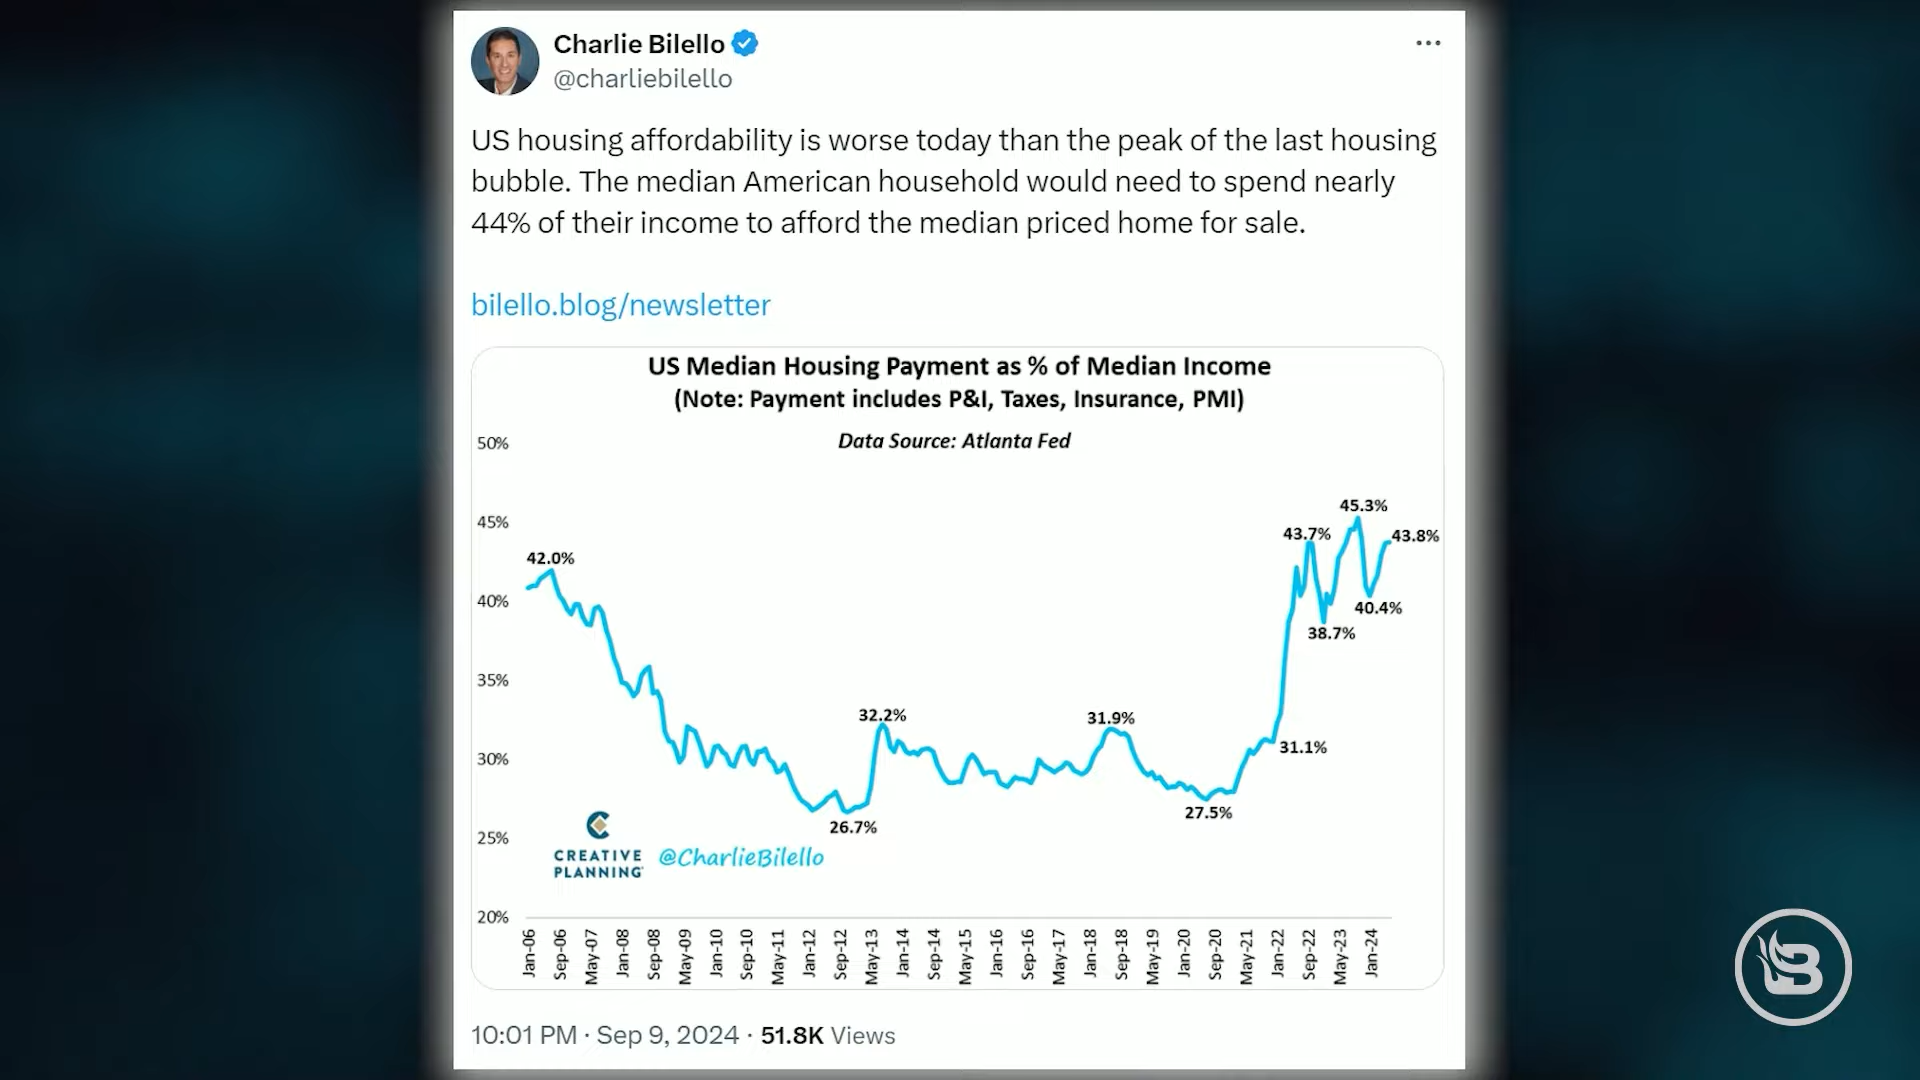 Charlie Bilello
@charliebilello
US housing affordability is worse today than the peak of the last housing
bubble. The median American household would need to spend nearly
44% of their income to afford the median priced home for sale.
bilello.blog/newsletter
US Median Housing Payment as % of Median Income
(Note: Payment includes P&I, Taxes, Insurance, PMI)
Data Source: Atlanta Fed
50%
45%
40%
35%
30%
25%
20%
42.0%
26.7%
32.2%
31.9%
27.5%
31.1%
43.7%
38.7%
45.3%
40.4%
43.8%
CREATIVE
PLANNING
@CharlieBilello
Jan-06
Sep-06
May-07
Jan-08
Sep-08
May-09
Jan-10
Sep-10
May-11
Jan-12
Sep-12
May-13
Jan-14
Sep-14
May-15
Jan-16
Sep-16
May-17
Jan-18
Sep-18
May-19
Jan-20
Sep-20
May-21
Jan-22
Sep-22
May-23
Jan-24
10:01 PM · Sep 9, 2024 · 51.8K Views
B